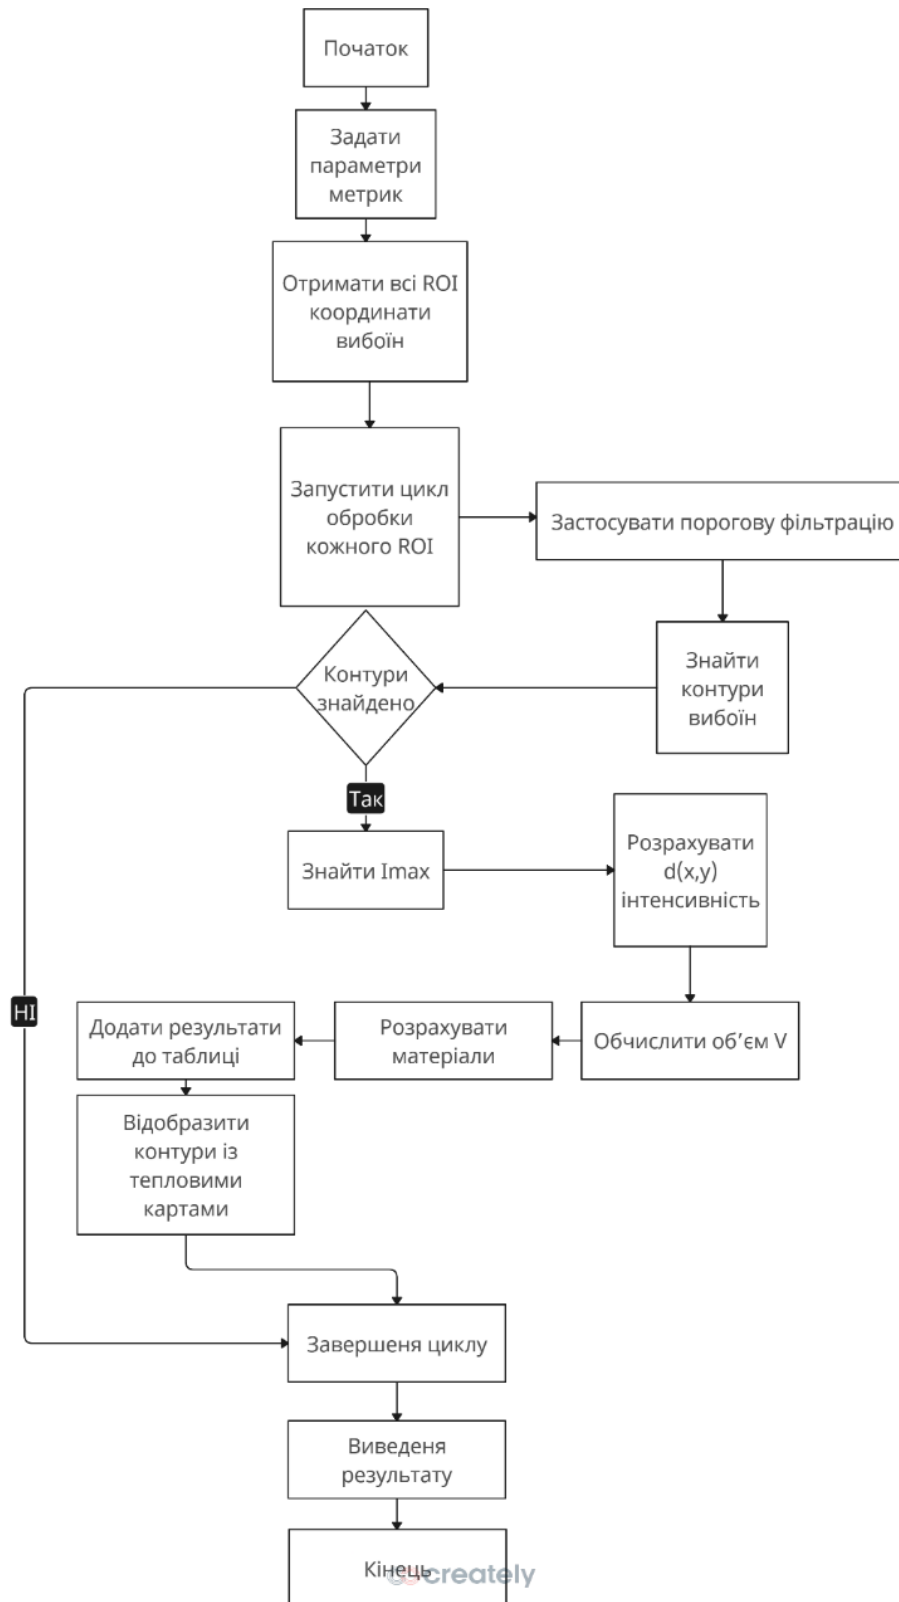 Початок
Задати
параметри
метрик
Отримати всі ROI
координати
вибоїн
Запустити цикл
обробки
кожного ROI
Застосувати порогову фільтрацію
Знайти
контури
вибоїн
Контури
знайдено
Так
Знайти Imax
Розрахувати
d(x,y)
інтенсивність
НІ
Обчислити об’єм V
Розрахувати
матеріали
Додати результати
до таблиці
Відобразити
контури із
тепловими
картами
Завершеня циклу
Виведеня
результату
Кінець
creately